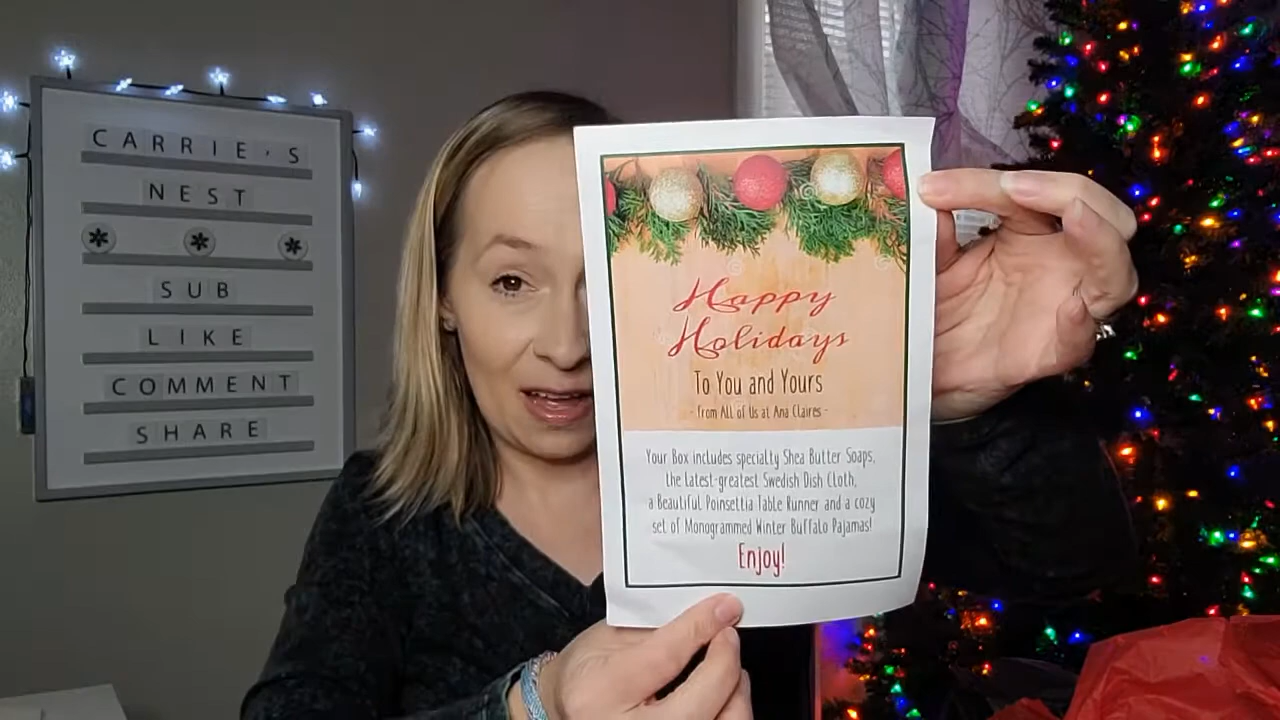 CARRIE'S
NEST
SUB
LIKE
COMMENT
SHARE
Happy
Holidays
To You and Yours
- from All of Us at Ana Claires -
Your Box includes specialty Shea Butter Soaps,
the latest-greatest Swedish Dish Cloth,
a Beautiful Poinsettia Table Runner and a cozy
set of Monogrammed Winter Buffalo Pajamas!
Enjoy!